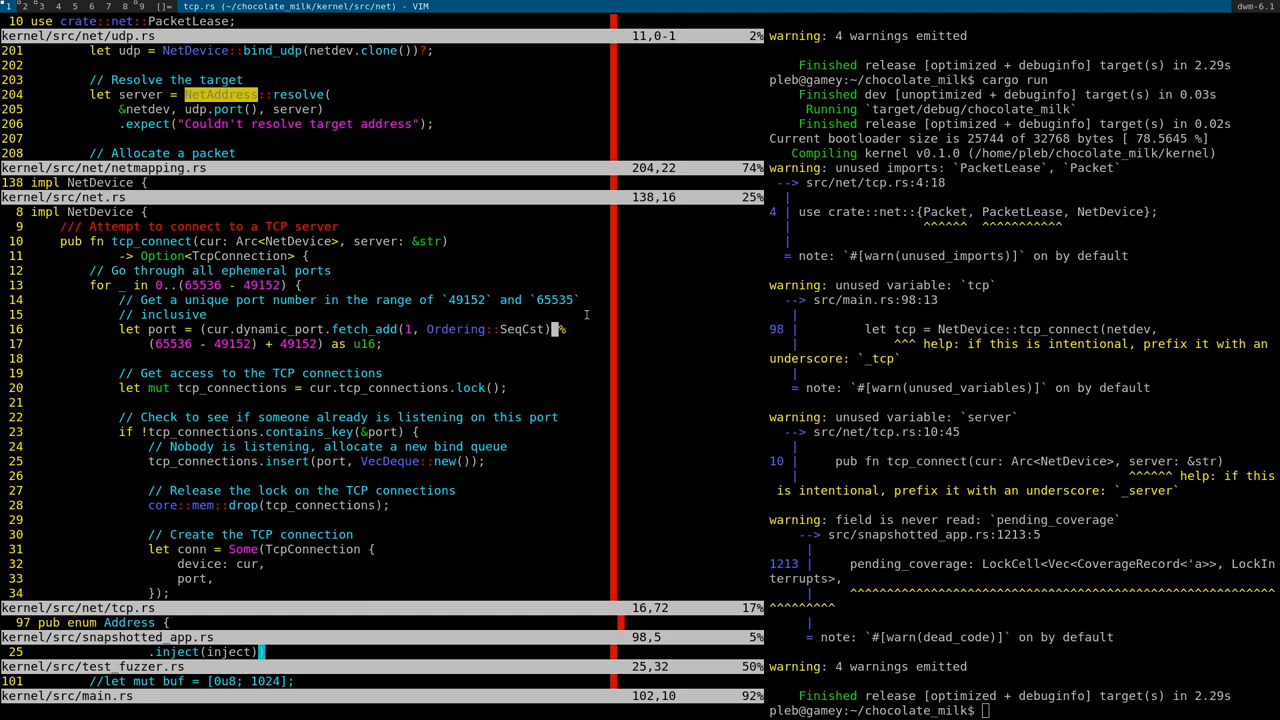 1 2 3 4 5 6 7 8 9 []= tcp.rs (~/chocolate_milk/kernel/src/net) - VIM dwm-6.1
10 use crate::net::PacketLease;
kernel/src/net/udp.rs 11,0-1 2%
201 let udp = NetDevice::bind_udp(netdev.clone())?;
202
203 // Resolve the target
204 let server = NetAddress::resolve(
205 &netdev, udp.port(), server)
206 .expect("Couldn't resolve target address");
207
208 // Allocate a packet
kernel/src/net/netmapping.rs 204,22 74%
138 impl NetDevice {
kernel/src/net.rs 138,16 25%
8 impl NetDevice {
9 /// Attempt to connect to a TCP server
10 pub fn tcp_connect(cur: Arc<NetDevice>, server: &str)
11 -> Option<TcpConnection> {
12 // Go through all ephemeral ports
13 for _ in 0..(65536 - 49152) {
14 // Get a unique port number in the range of `49152` and `65535`
15 // inclusive
16 let port = (cur.dynamic_port.fetch_add(1, Ordering::SeqCst) %
17 (65536 - 49152) + 49152) as u16;
18
19 // Get access to the TCP connections
20 let mut tcp_connections = cur.tcp_connections.lock();
21
22 // Check to see if someone already is listening on this port
23 if !tcp_connections.contains_key(&port) {
24 // Nobody is listening, allocate a new bind queue
25 tcp_connections.insert(port, VecDeque::new());
26
27 // Release the lock on the TCP connections
28 core::mem::drop(tcp_connections);
29
30 // Create the TCP connection
31 let conn = Some(TcpConnection {
32 device: cur,
33 port,
34 });
kernel/src/net/tcp.rs 16,72 17%
97 pub enum Address {
kernel/src/snapshotted_app.rs 98,5 5%
25 .inject(inject))
kernel/src/test_fuzzer.rs 25,32 50%
101 //let mut buf = [0u8; 1024];
kernel/src/main.rs 102,10 92%
warning: 4 warnings emitted
Finished release [optimized + debuginfo] target(s) in 2.29s
pleb@gamey:~/chocolate_milk$ cargo run
Finished dev [unoptimized + debuginfo] target(s) in 0.03s
Running `target/debug/chocolate_milk`
Finished release [optimized + debuginfo] target(s) in 0.02s
Current bootloader size is 25744 of 32768 bytes [ 78.5645 %]
Compiling kernel v0.1.0 (/home/pleb/chocolate_milk/kernel)
warning: unused imports: `PacketLease`, `Packet`
--> src/net/tcp.rs:4:18
|
4 | use crate::net::{Packet, PacketLease, NetDevice};
| ^^^^^^ ^^^^^^^^^^^
|
= note: `#[warn(unused_imports)]` on by default
warning: unused variable: `tcp`
--> src/main.rs:98:13
|
98 | let tcp = NetDevice::tcp_connect(netdev,
| ^^^ help: if this is intentional, prefix it with an
underscore: `_tcp`
|
= note: `#[warn(unused_variables)]` on by default
warning: unused variable: `server`
--> src/net/tcp.rs:10:45
|
10 | pub fn tcp_connect(cur: Arc<NetDevice>, server: &str)
| ^^^^^^ help: if this
is intentional, prefix it with an underscore: `_server`
warning: field is never read: `pending_coverage`
--> src/snapshotted_app.rs:1213:5
|
1213 | pending_coverage: LockCell<Vec<CoverageRecord<'a>>, LockIn
terrupts>,
| ^^^^^^^^^^^^^^^^^^^^^^^^^^^^^^^^^^^^^^^^^^^^^^^^^^^^^^^^^^
^^^^^^^^^
|
= note: `#[warn(dead_code)]` on by default
warning: 4 warnings emitted
Finished release [optimized + debuginfo] target(s) in 2.29s
pleb@gamey:~/chocolate_milk$